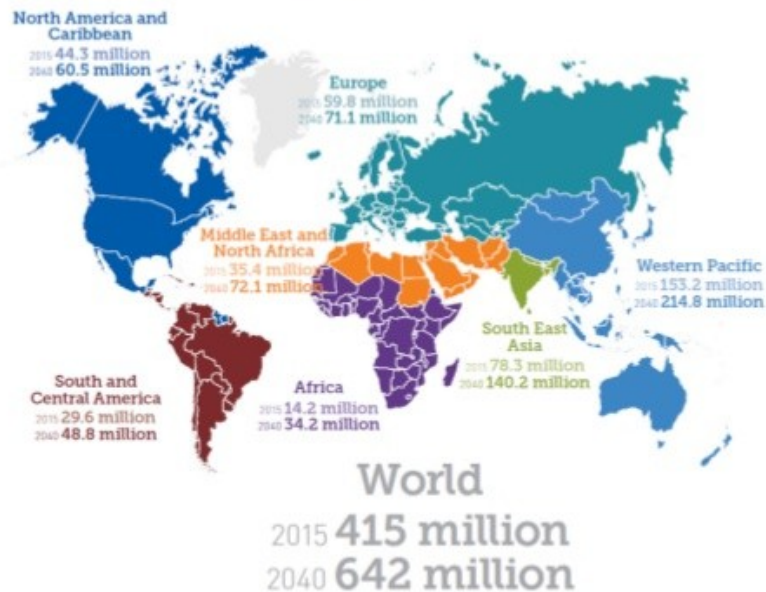 North America and
Caribbean
2015 44.3 million
2040 60.5 million
Europe
2015 59.8 million
2040 71.1 million
Middle East and
North Africa
2015 35.4 million
2040 72.1 million
Western Pacific
2015 153.2 million
2040 214.8 million
South East
Asia
2015 78.3 million
2040 140.2 million
South and
Central America
2015 29.6 million
2040 48.8 million
Africa
2015 14.2 million
2040 34.2 million
World
2015 415 million
2040 642 million